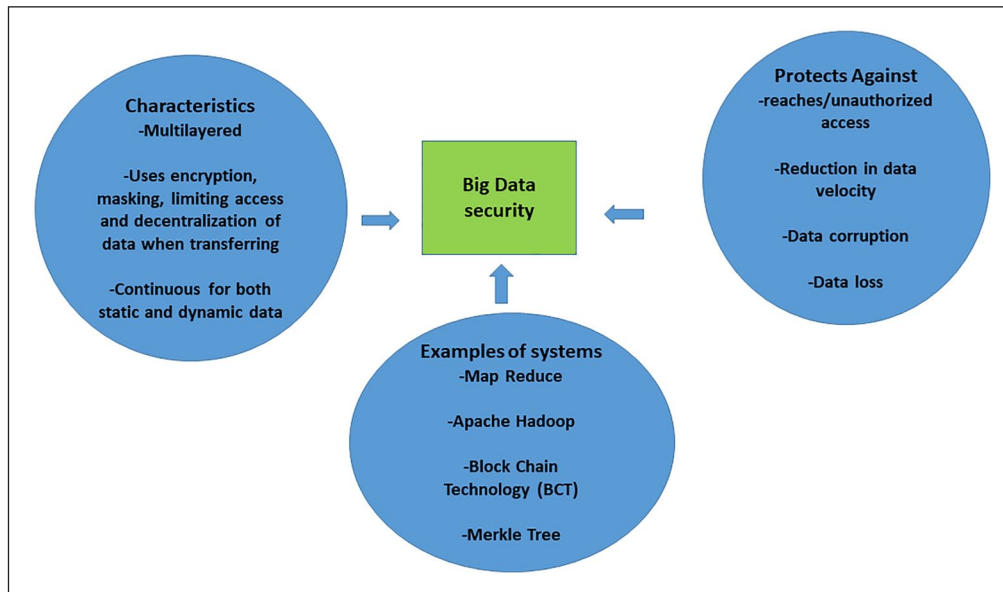 Characteristics
-Multilayered
-Uses encryption,
masking, limiting access
and decentralization of
data when transferring
-Continuous for both
static and dynamic data
Big Data
security
Protects Against
-reaches/unauthorized
access
-Reduction in data
velocity
-Data corruption
-Data loss
Examples of systems
-Map Reduce
-Apache Hadoop
-Block Chain
Technology (BCT)
-Merkle Tree